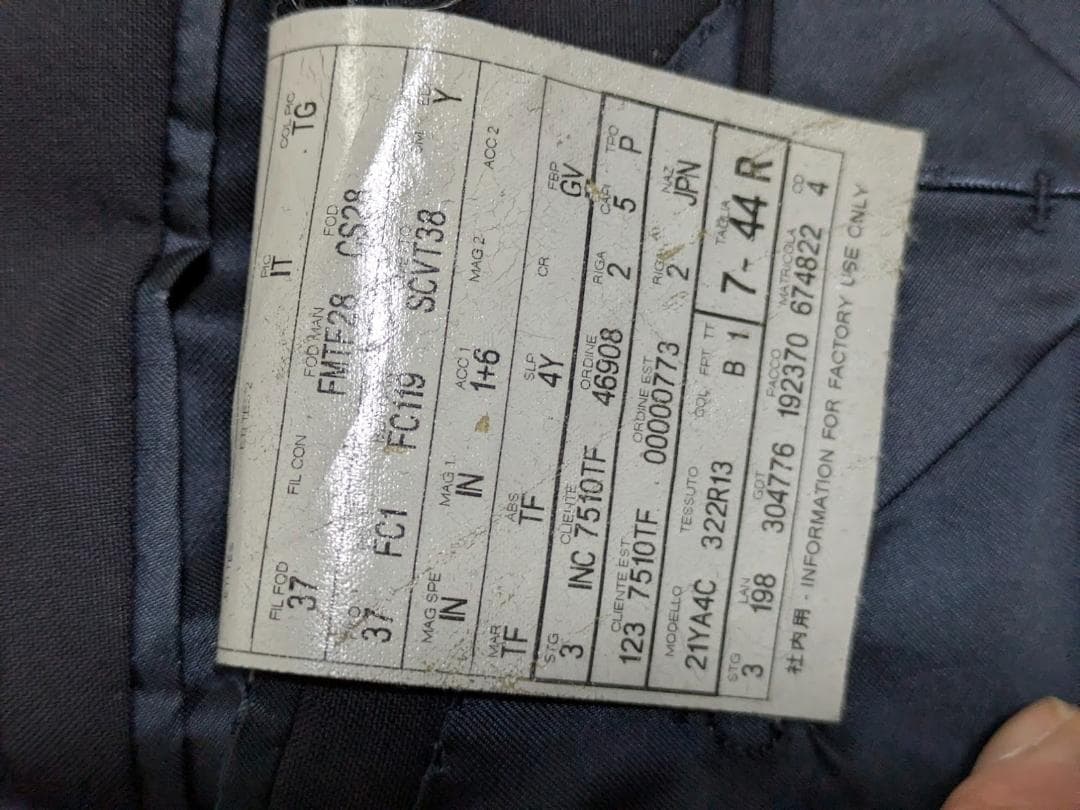 PIC COL PIC
IT TG
FIL FOD FIL CON FOD MAN FOD
37 FMTF28 CS28
37 FC1 FC119 SCVT38 Y
MAG SPE MAG 1 ACC 1 MAG 2 ACC 2
IN IN 1+6
MAR ABS SLP CR FBP
TF TF 4Y GV
STG CLIENTE ORDINE RIGA CAPI TPO
3 INC 7510TF 46908 2 5 P
CLIENTE EST ORDINE EST RIGA NAZ
123 7510TF 00000773 2 JPN
MODELLO TESSUTO COL FPT TT TAGLIA
21YA4C 322R13 B 1 7- 44 R
STG LAN GDT PACCO MATRICOLA CD
3 198 304776 192370 674822 4
社内用 - INFORMATION FOR FACTORY USE ONLY